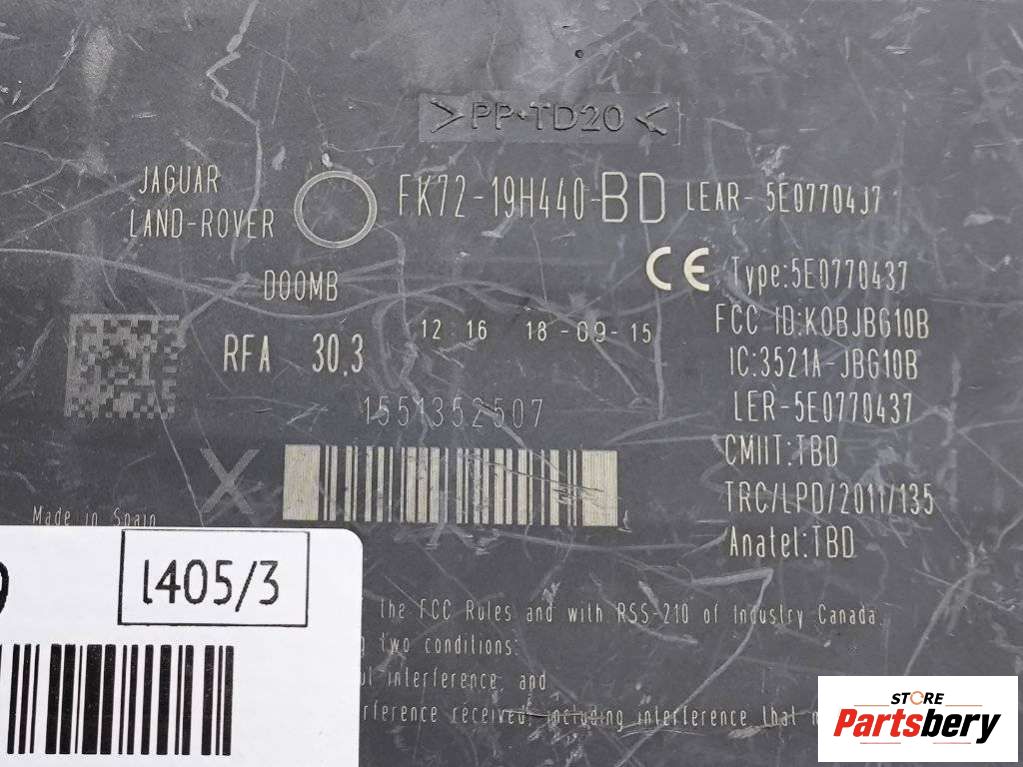 >PP-TD20<
JAGUAR
LAND-ROVER
FK72-19H440-BD
LEAR- 5E07704J7
DOOMB
CE Type:5E0770437
FCC ID:KOBJBG10B
RFA 30.3
12:16 18-09-15
IC:3521A-JBG10B
1551352507
LER-5E0770437
CMIIT:TBD
X
TRC/LPD/2011/135
Made in Spain
Anatel:TBD
9
l405/3
the FCC Rules and with RSS-210 of Industry Canada.
two conditions:
interference, and
received, including interference that
STORE
Partsbery